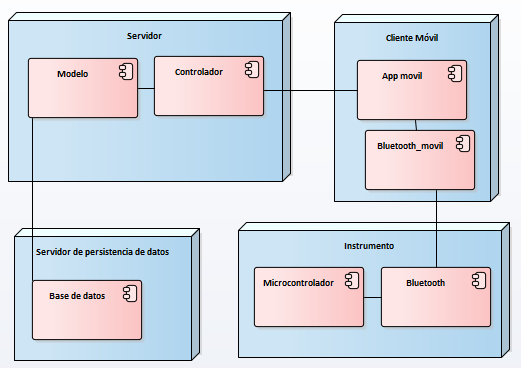 Servidor
Modelo
Controlador
Cliente Móvil
App movil
Bluetooth_movil
Servidor de persistencia de datos
Base de datos
Instrumento
Microcontrolador
Bluetooth